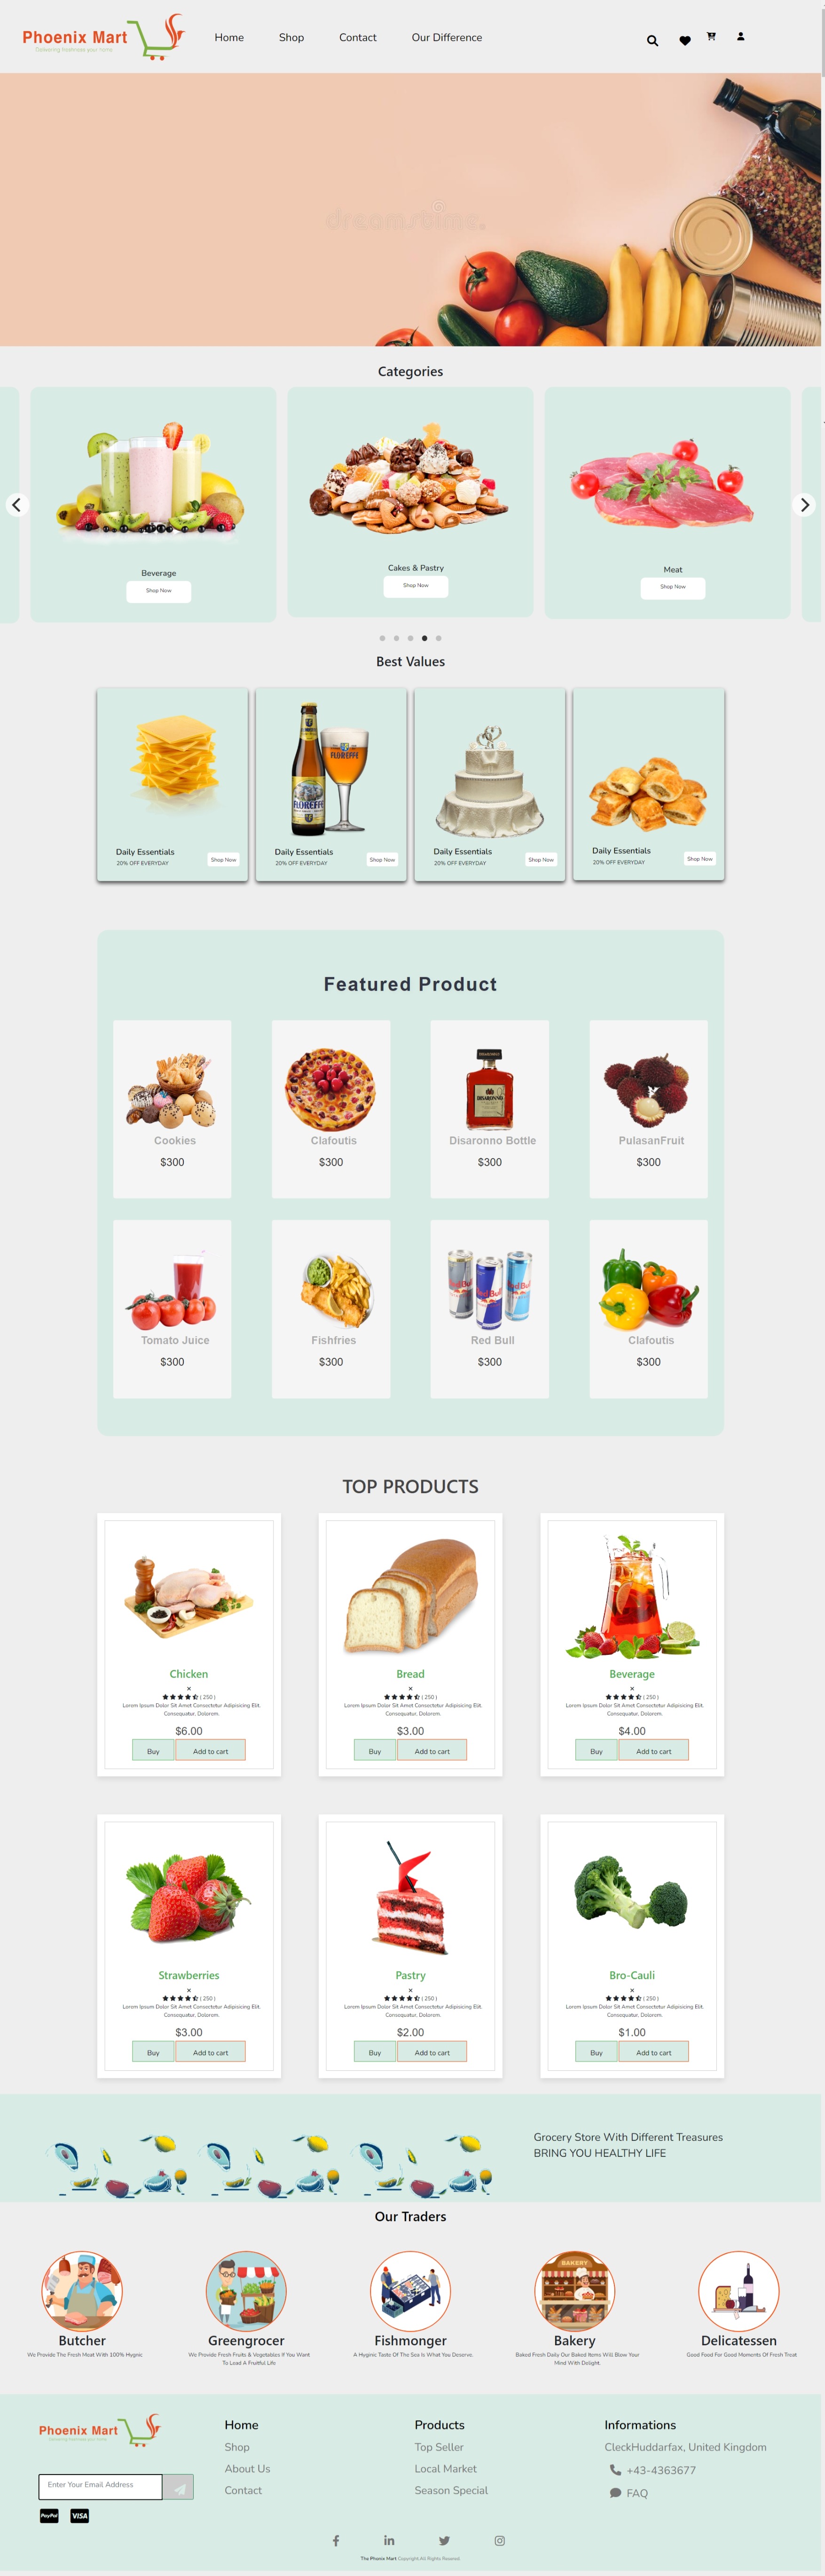 Phoenix Mart
Delivering freshness your home
Home
Shop
Contact
Our Difference
dreamstime.
Categories
Beverage
Shop Now
Cakes & Pastry
Shop Now
Meat
Shop Now
Best Values
FLOREFFE
FLOREFFE
Daily Essentials
20% OFF EVERYDAY
Shop Now
Daily Essentials
20% OFF EVERYDAY
Shop Now
Daily Essentials
20% OFF EVERYDAY
Shop Now
Daily Essentials
20% OFF EVERYDAY
Shop Now
Featured Product
DISARONNO
Cookies
$300
Clafoutis
$300
Disaronno Bottle
$300
PulasanFruit
$300
RedBull
RedBull
RedBull
Tomato Juice
$300
Fishfries
$300
Red Bull
$300
Clafoutis
$300
TOP PRODUCTS
Chicken
×
( 250 )
Lorem Ipsum Dolor Sit Amet Consectetur Adipisicing Elit.
Consequatur, Dolorem.
$6.00
Buy
Add to cart
Bread
×
( 250 )
Lorem Ipsum Dolor Sit Amet Consectetur Adipisicing Elit.
Consequatur, Dolorem.
$3.00
Buy
Add to cart
Beverage
×
( 250 )
Lorem Ipsum Dolor Sit Amet Consectetur Adipisicing Elit.
Consequatur, Dolorem.
$4.00
Buy
Add to cart
Strawberries
×
( 250 )
Lorem Ipsum Dolor Sit Amet Consectetur Adipisicing Elit.
Consequatur, Dolorem.
$3.00
Buy
Add to cart
Pastry
×
( 250 )
Lorem Ipsum Dolor Sit Amet Consectetur Adipisicing Elit.
Consequatur, Dolorem.
$2.00
Buy
Add to cart
Bro-Cauli
×
( 250 )
Lorem Ipsum Dolor Sit Amet Consectetur Adipisicing Elit.
Consequatur, Dolorem.
$1.00
Buy
Add to cart
Grocery Store With Different Treasures
BRING YOU HEALTHY LIFE
Our Traders
BAKERY
Butcher
We Provide The Fresh Meat With 100% Hygnic
Greengrocer
We Provide Fresh Fruits & Vegetables If You Want
To Lead A Fruitful Life
Fishmonger
A Hyginic Taste Of The Sea Is What You Deserve.
Bakery
Baked Fresh Daily Our Baked Items Will Blow Your
Mind With Delight
Delicatessen
Good Food For Good Moments Of Fresh Treat
Phoenix Mart
Delivering freshness your home
Enter Your Email Address
PayPal
VISA
Home
Shop
About Us
Contact
Products
Top Seller
Local Market
Season Special
Informations
CleckHuddarfax, United Kingdom
+43-4363677
FAQ
The Phonix Mart Copyright All Rights Reseved